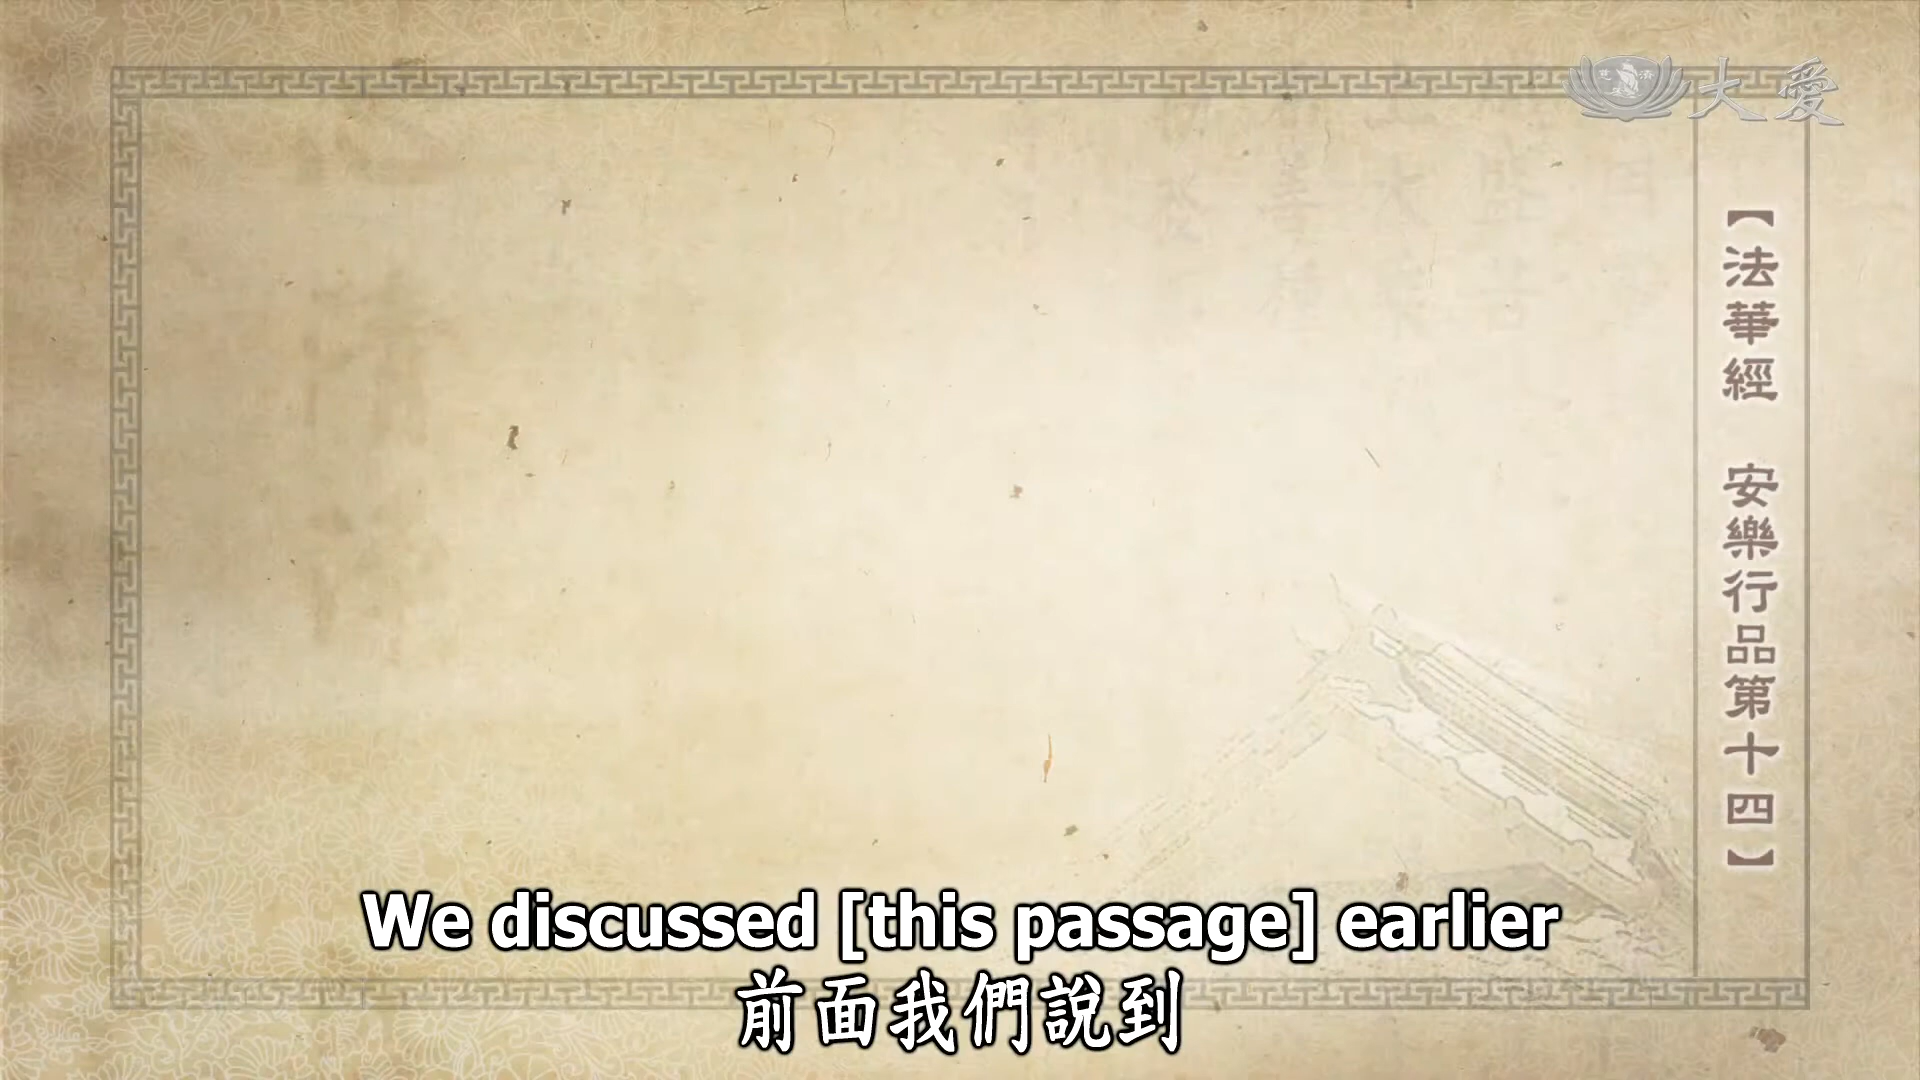 大愛
【法華經 安樂行品第十四】
We discussed [this passage] earlier
前面我們說到